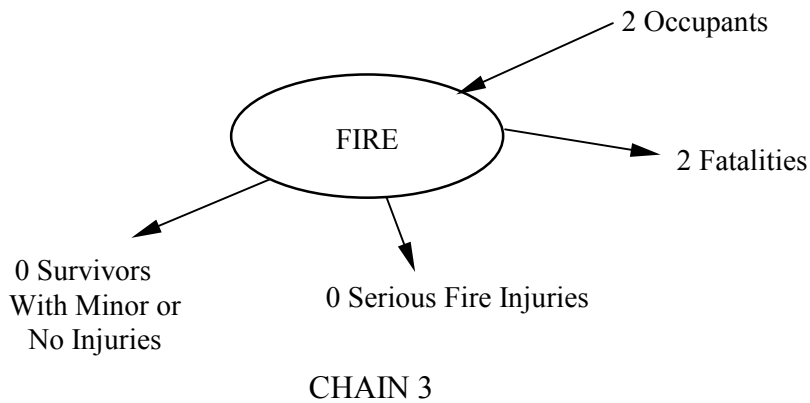 2 Occupants
FIRE
2 Fatalities
0 Survivors
With Minor or
No Injuries
0 Serious Fire Injuries
CHAIN 3